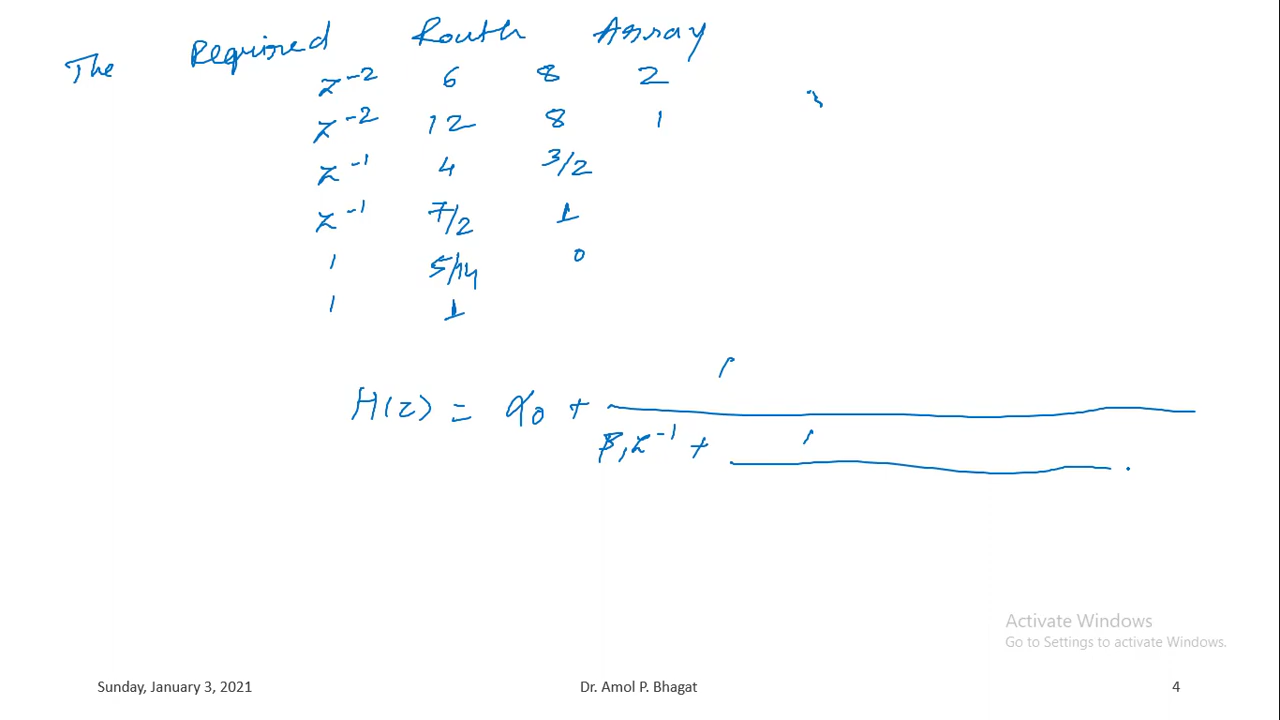 The Required Routh Array
z⁻² 6 8 2
z⁻² 12 8 1
z⁻¹ 4 3/2
z⁻¹ 7/2 1
1 5/14 0
1 1
H(z) = α₀ +
β₁z⁻¹ +
Activate Windows
Go to Settings to activate Windows.
Sunday, January 3, 2021 Dr. Amol P. Bhagat 4